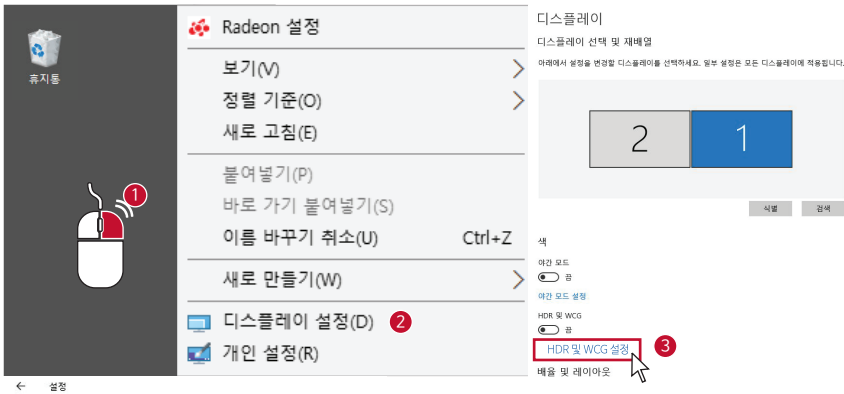 휴지통
1
Radeon 설정
보기(V)
정렬 기준(O)
새로 고침(E)
붙여넣기(P)
바로 가기 붙여넣기(S)
이름 바꾸기 취소(U) Ctrl+Z
새로 만들기(W)
디스플레이 설정(D) 2
개인 설정(R)
← 설정
디스플레이
디스플레이 선택 및 재배열
아래에서 설정을 변경할 디스플레이를 선택하세요. 일부 설정은 모든 디스플레이에 적용됩니다.
2 1
식별 검색
색
야간 모드
끔
야간 모드 설정
HDR 및 WCG
끔
HDR 및 WCG 설정 3
배율 및 레이아웃